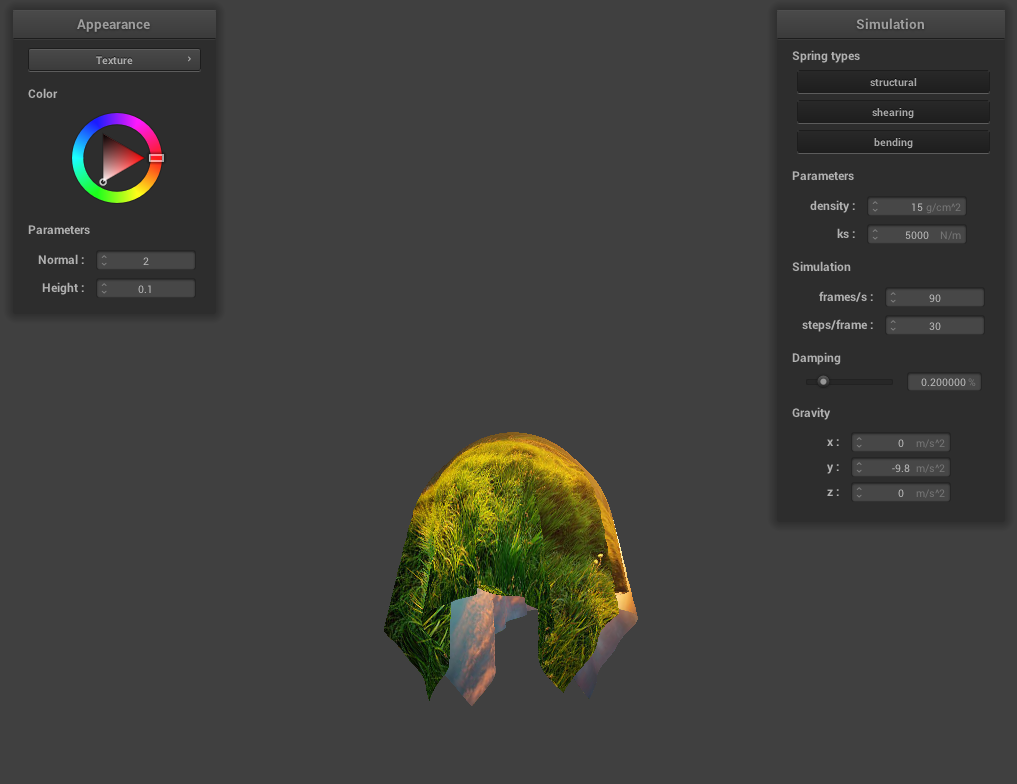 Appearance
Texture
Color
Parameters
Normal : 2
Height : 0.1
Simulation
Spring types
structural
shearing
bending
Parameters
density : 15 g/cm^2
ks : 5000 N/m
Simulation
frames/s : 90
steps/frame : 30
Damping
0.200000 %
Gravity
x : 0 m/s^2
y : -9.8 m/s^2
z : 0 m/s^2